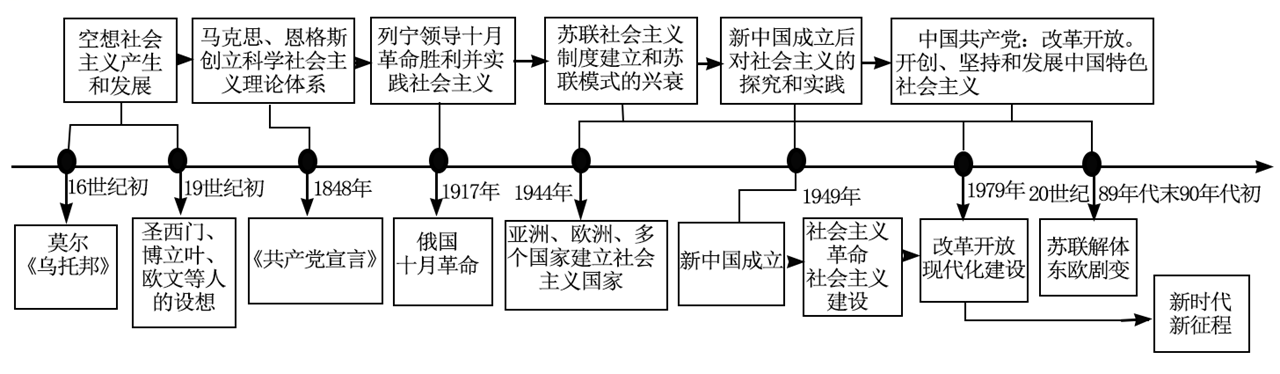 空想社会
主义产生
和发展
马克思、恩格斯
创立科学社会主
义理论体系
列宁领导十月
革命胜利并实
践社会主义
苏联社会主义
制度建立和苏
联模式的兴衰
新中国成立后
对社会主义的
探究和实践
中国共产党：改革开放。
开创、坚持和发展中国特色
社会主义
16世纪初
19世纪初
1848年
1917年
1944年
1949年
1979年
20世纪
89年代末90年代初
莫尔
《乌托邦》
圣西门、
博立叶、
欧文等人
的设想
《共产党宣言》
俄国
十月革命
亚洲、欧洲、多
个国家建立社会
主义国家
新中国成立
社会主义
革命
社会主义
建设
改革开放
现代化建设
苏联解体
东欧剧变
新时代
新征程